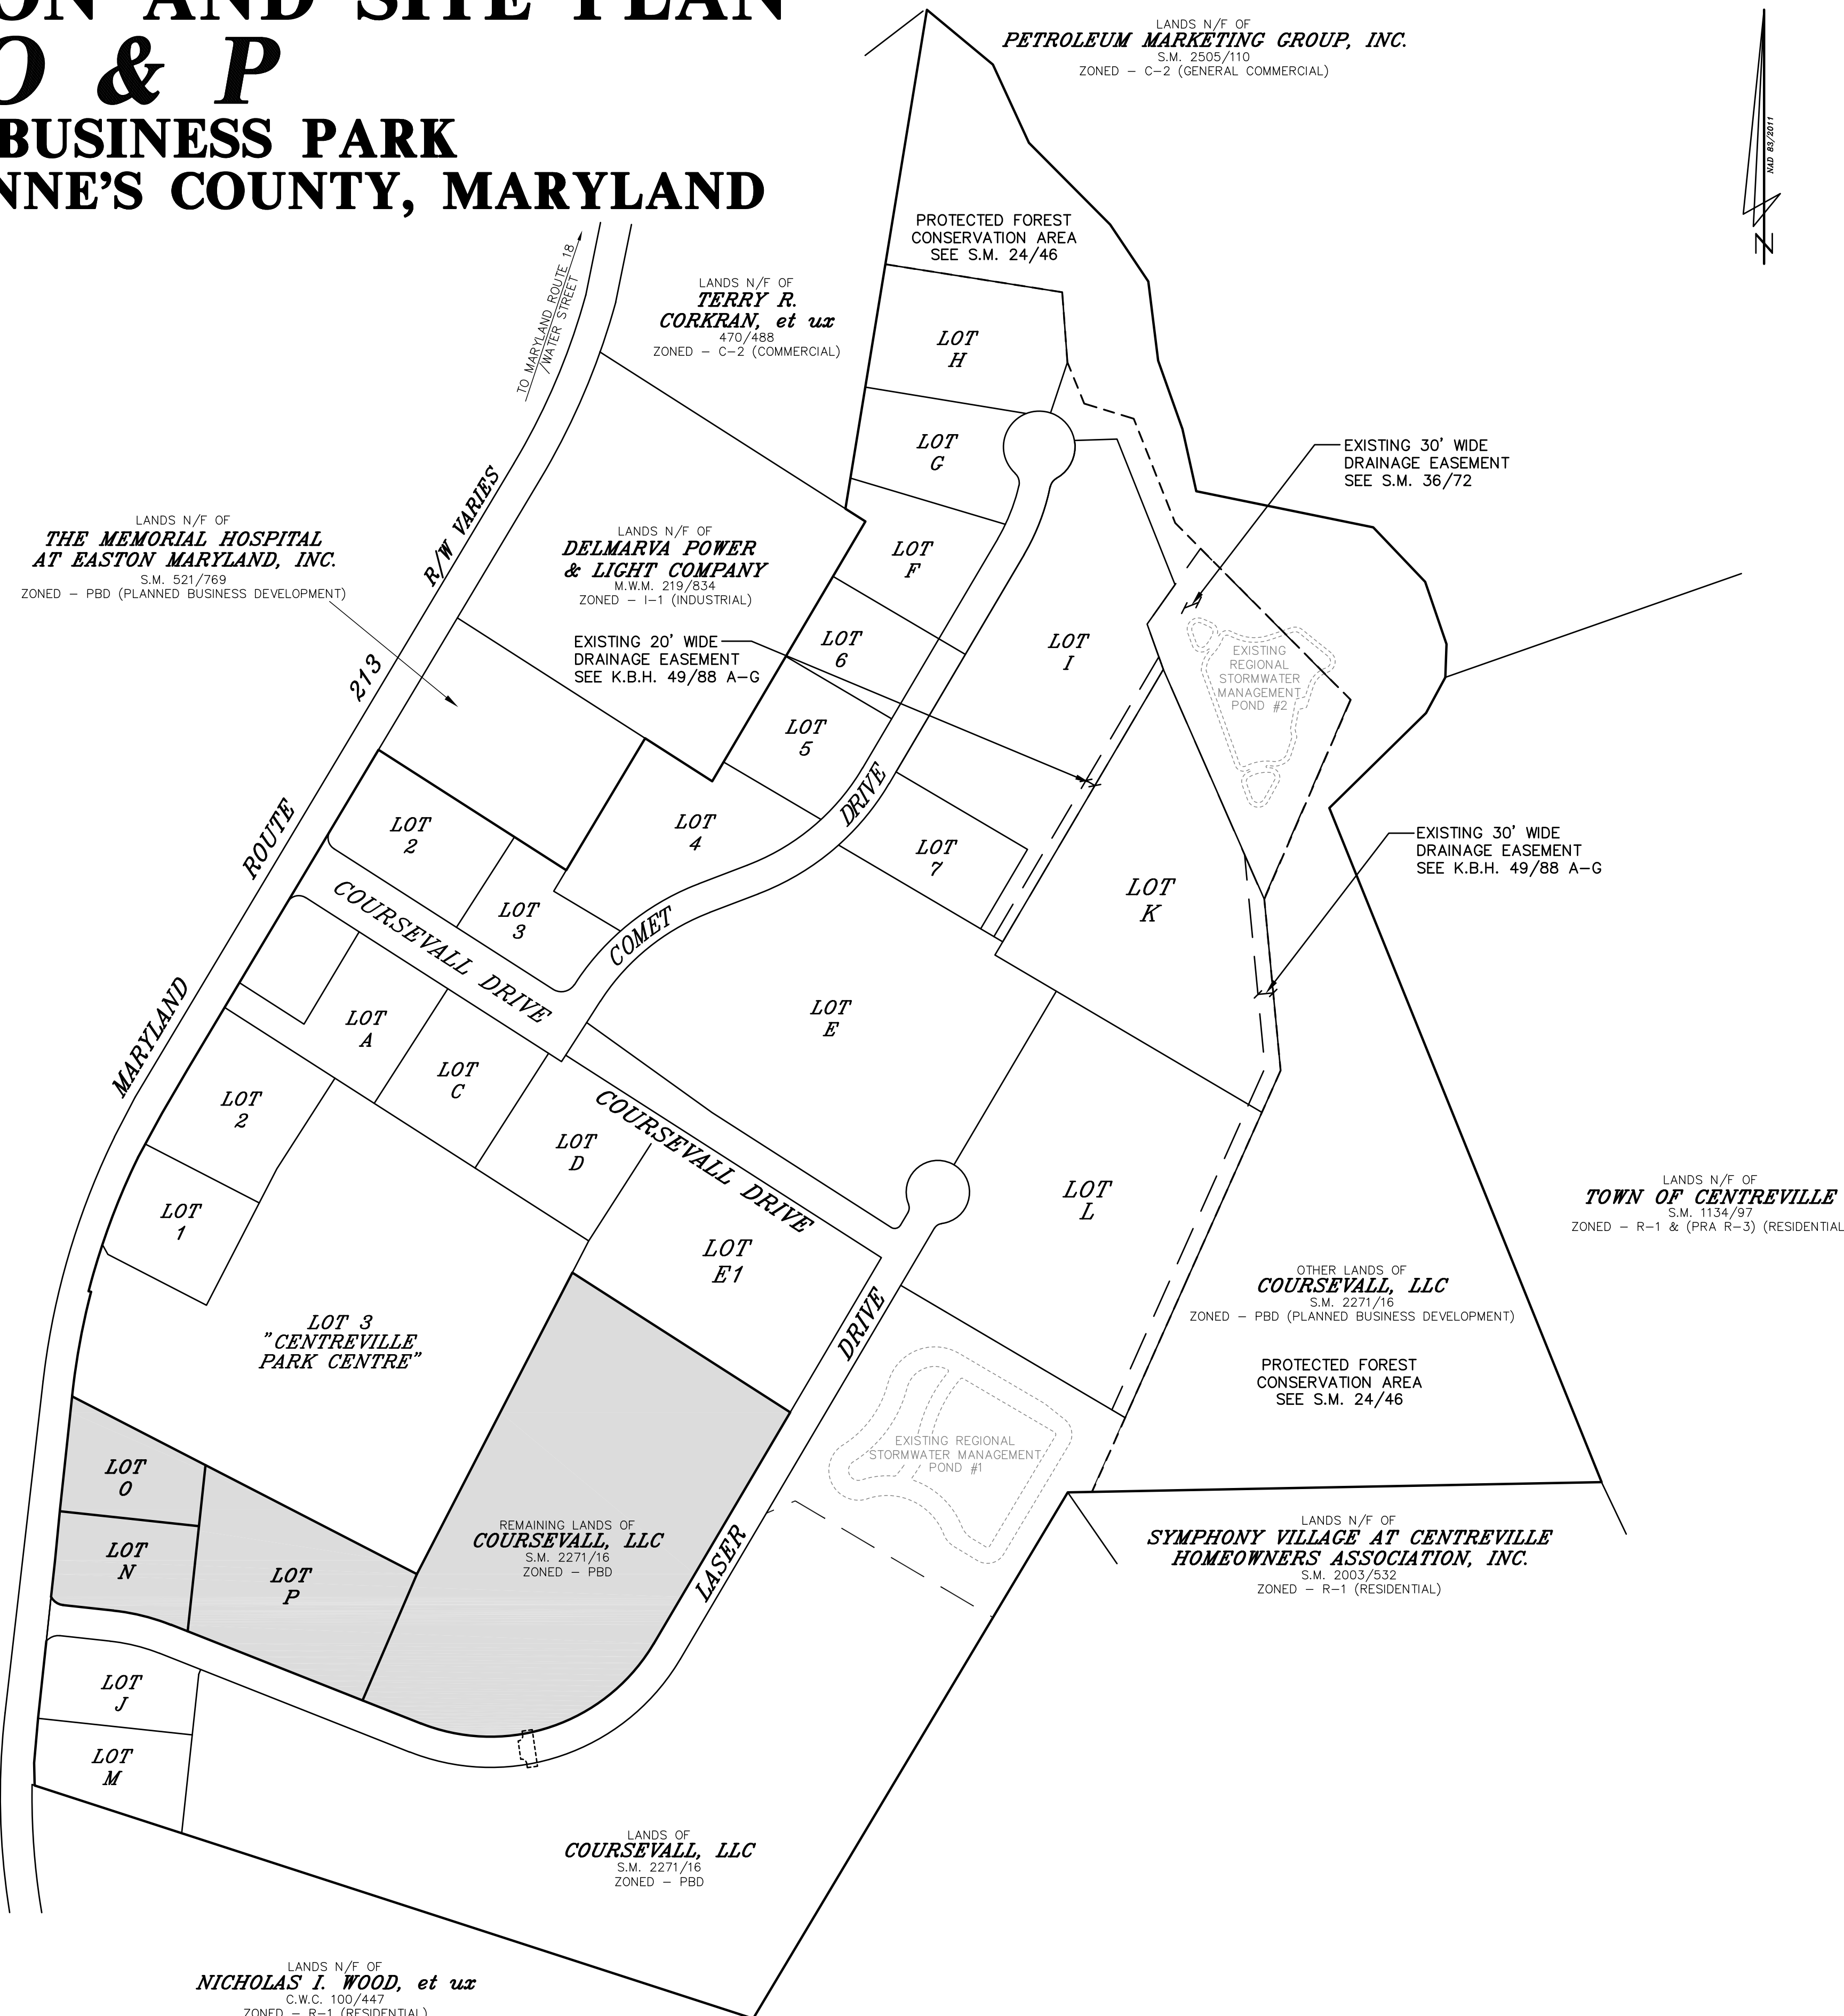 ON AND SITE PLAN
O & P
BUSINESS PARK
NNE'S COUNTY, MARYLAND
LANDS N/F OF
PETROLEUM MARKETING GROUP, INC.
S.M. 2505/110
ZONED – C–2 (GENERAL COMMERCIAL)
NAD 83/2011
N
PROTECTED FOREST
CONSERVATION AREA
SEE S.M. 24/46
TO MARYLAND ROUTE 18
/WATER STREET
LANDS N/F OF
TERRY R.
CORKRAN, et ux
470/488
ZONED – C–2 (COMMERCIAL)
LOT
H
LOT
G
EXISTING 30' WIDE
DRAINAGE EASEMENT
SEE S.M. 36/72
LANDS N/F OF
THE MEMORIAL HOSPITAL
AT EASTON MARYLAND, INC.
S.M. 521/769
ZONED – PBD (PLANNED BUSINESS DEVELOPMENT)
R/W VARIES
LANDS N/F OF
DELMARVA POWER
& LIGHT COMPANY
M.W.M. 219/834
ZONED – I–1 (INDUSTRIAL)
LOT
F
EXISTING 20' WIDE
DRAINAGE EASEMENT
SEE K.B.H. 49/88 A–G
LOT
6
LOT
I
EXISTING
REGIONAL
STORMWATER
MANAGEMENT
POND #2
213
LOT
5
DRIVE
LOT
2
LOT
4
LOT
7
ROUTE
EXISTING 30' WIDE
DRAINAGE EASEMENT
SEE K.B.H. 49/88 A–G
LOT
K
COURSEVALL DRIVE
LOT
3
COMET
MARYLAND
LOT
A
LOT
E
LOT
C
LOT
2
COURSEVALL DRIVE
LOT
D
LOT
1
LOT
L
LANDS N/F OF
TOWN OF CENTREVILLE
S.M. 1134/97
ZONED – R–1 & (PRA R–3) (RESIDENTIAL
LOT
E1
OTHER LANDS OF
COURSEVALL, LLC
S.M. 2271/16
ZONED – PBD (PLANNED BUSINESS DEVELOPMENT)
LOT 3
"CENTREVILLE
PARK CENTRE"
DRIVE
PROTECTED FOREST
CONSERVATION AREA
SEE S.M. 24/46
EXISTING REGIONAL
STORMWATER MANAGEMENT
POND #1
LOT
O
REMAINING LANDS OF
COURSEVALL, LLC
S.M. 2271/16
ZONED – PBD
LASER
LANDS N/F OF
SYMPHONY VILLAGE AT CENTREVILLE
HOMEOWNERS ASSOCIATION, INC.
S.M. 2003/532
ZONED – R–1 (RESIDENTIAL)
LOT
N
LOT
P
LOT
J
LOT
M
LANDS OF
COURSEVALL, LLC
S.M. 2271/16
ZONED – PBD
LANDS N/F OF
NICHOLAS I. WOOD, et ux
C.W.C. 100/447
ZONED – R–1 (RESIDENTIAL)